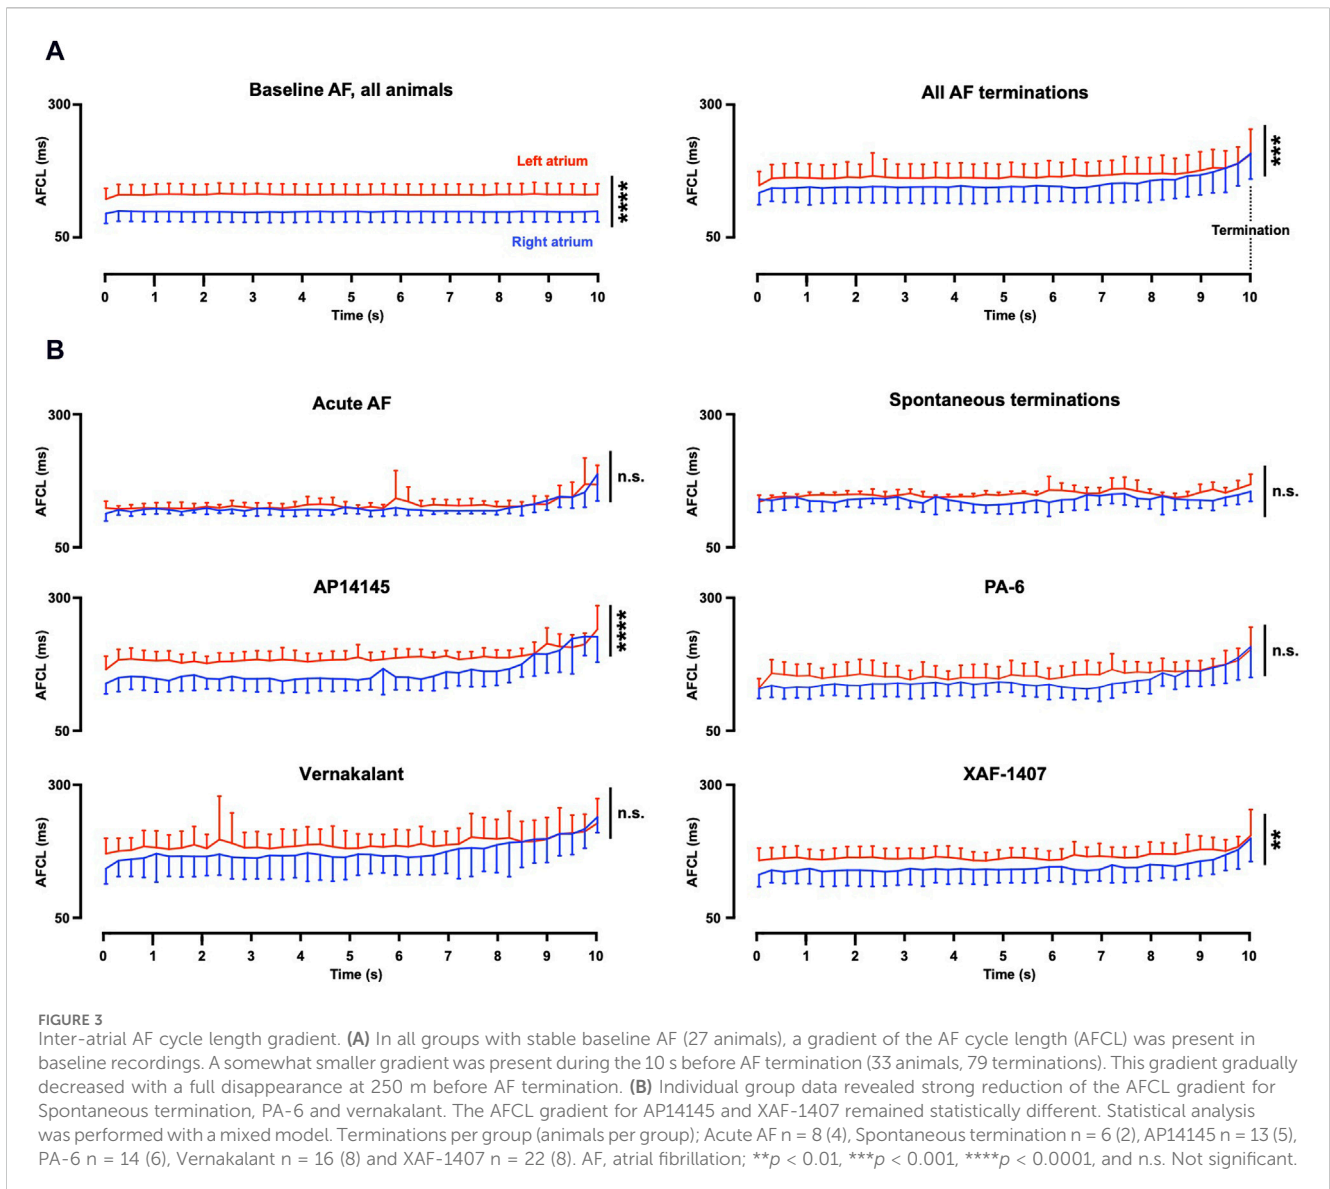 A
Baseline AF, all animals
300
AFCL (ms)
50
Left atrium
Right atrium
****
0 1 2 3 4 5 6 7 8 9 10
Time (s)
All AF terminations
300
AFCL (ms)
50
***
Termination
0 1 2 3 4 5 6 7 8 9 10
Time (s)
B
Acute AF
300
AFCL (ms)
50
n.s.
Spontaneous terminations
300
AFCL (ms)
50
n.s.
AP14145
300
AFCL (ms)
50
****
PA-6
300
AFCL (ms)
50
n.s.
Vernakalant
300
AFCL (ms)
50
n.s.
0 1 2 3 4 5 6 7 8 9 10
Time (s)
XAF-1407
300
AFCL (ms)
50
**
0 1 2 3 4 5 6 7 8 9 10
Time (s)
FIGURE 3
Inter-atrial AF cycle length gradient. (A) In all groups with stable baseline AF (27 animals), a gradient of the AF cycle length (AFCL) was present in
baseline recordings. A somewhat smaller gradient was present during the 10 s before AF termination (33 animals, 79 terminations). This gradient gradually
decreased with a full disappearance at 250 m before AF termination. (B) Individual group data revealed strong reduction of the AFCL gradient for
Spontaneous termination, PA-6 and vernakalant. The AFCL gradient for AP14145 and XAF-1407 remained statistically different. Statistical analysis
was performed with a mixed model. Terminations per group (animals per group); Acute AF n = 8 (4), Spontaneous termination n = 6 (2), AP14145 n = 13 (5),
PA-6 n = 14 (6), Vernakalant n = 16 (8) and XAF-1407 n = 22 (8). AF, atrial fibrillation; **p < 0.01, ***p < 0.001, ****p < 0.0001, and n.s. Not significant.